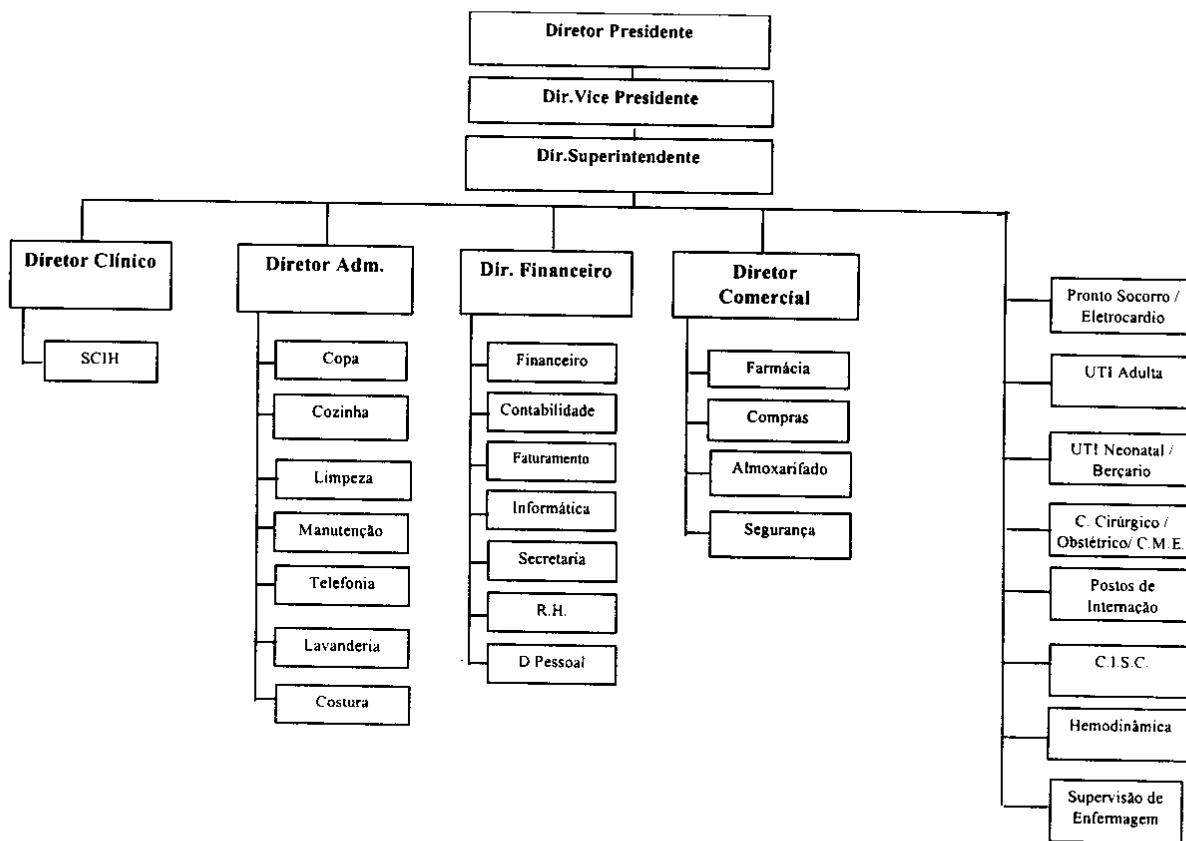 Diretor Presidente
Dir.Vice Presidente
Dir.Superintendente
Diretor Clínico
SCIH
Diretor Adm.
Copa
Cozinha
Limpeza
Manutenção
Telefonia
Lavanderia
Costura
Dir. Financeiro
Financeiro
Contabilidade
Faturamento
Informática
Secretaria
R.H.
D Pessoal
Diretor
Comercial
Farmácia
Compras
Almoxarifado
Segurança
Pronto Socorro /
Eletrocardio
UTI Adulta
UTI Neonatal /
Berçario
C. Cirúrgico /
Obstétrico/ C.M.E.
Postos de
Internação
C.I.S.C.
Hemodinâmica
Supervisão de
Enfermagem